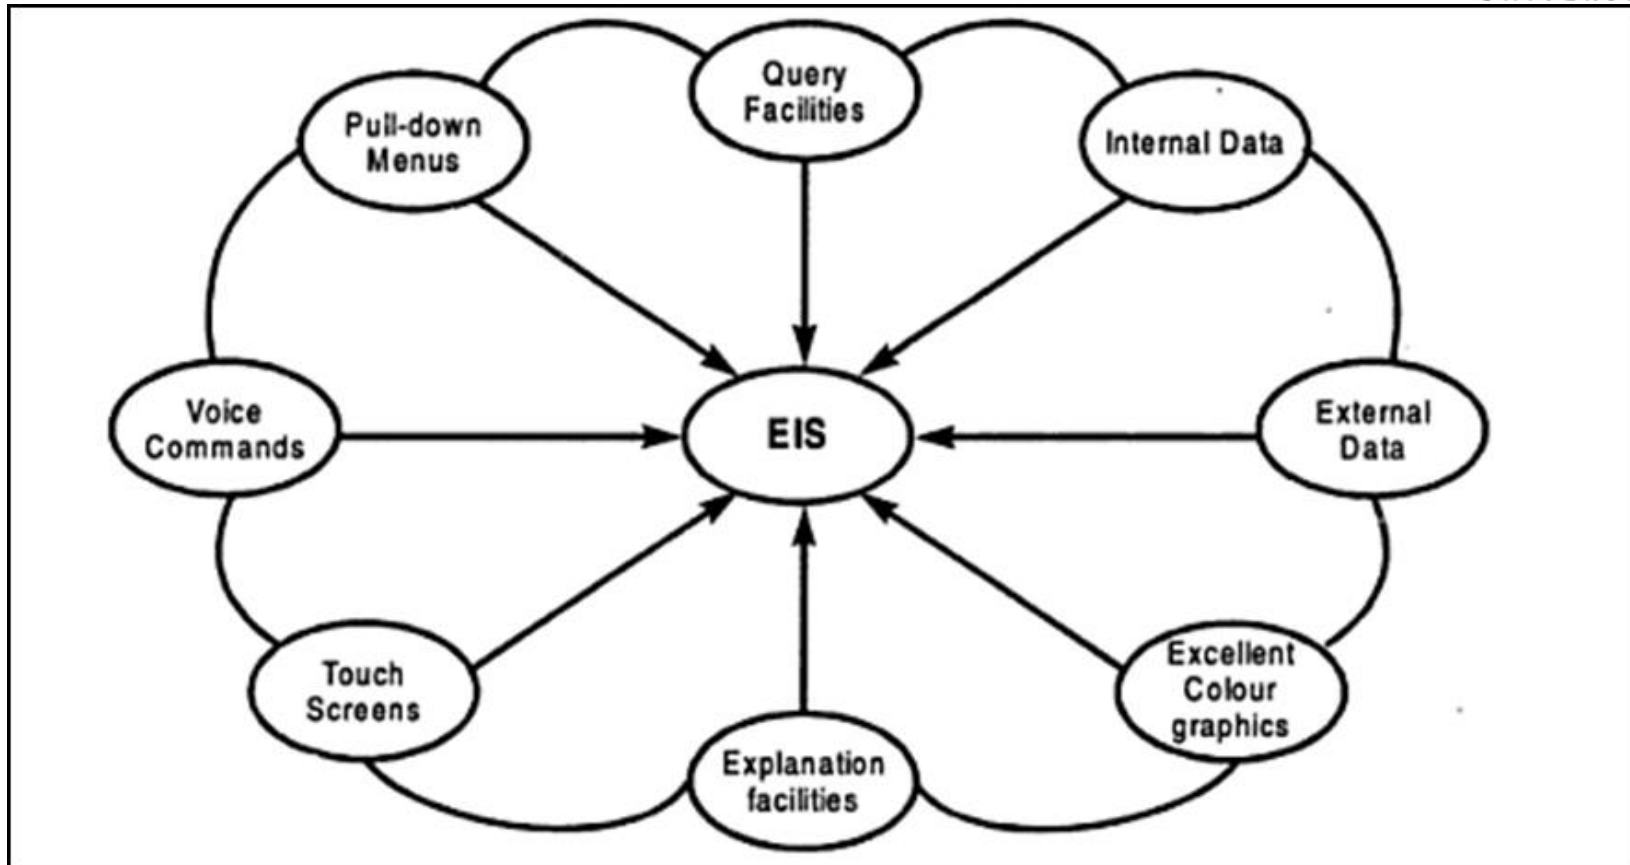 Query
Facilities
Pull-down
Menus
Internal Data
Voice
Commands
EIS
External
Data
Touch
Screens
Excellent
Colour
graphics
Explanation
facilities